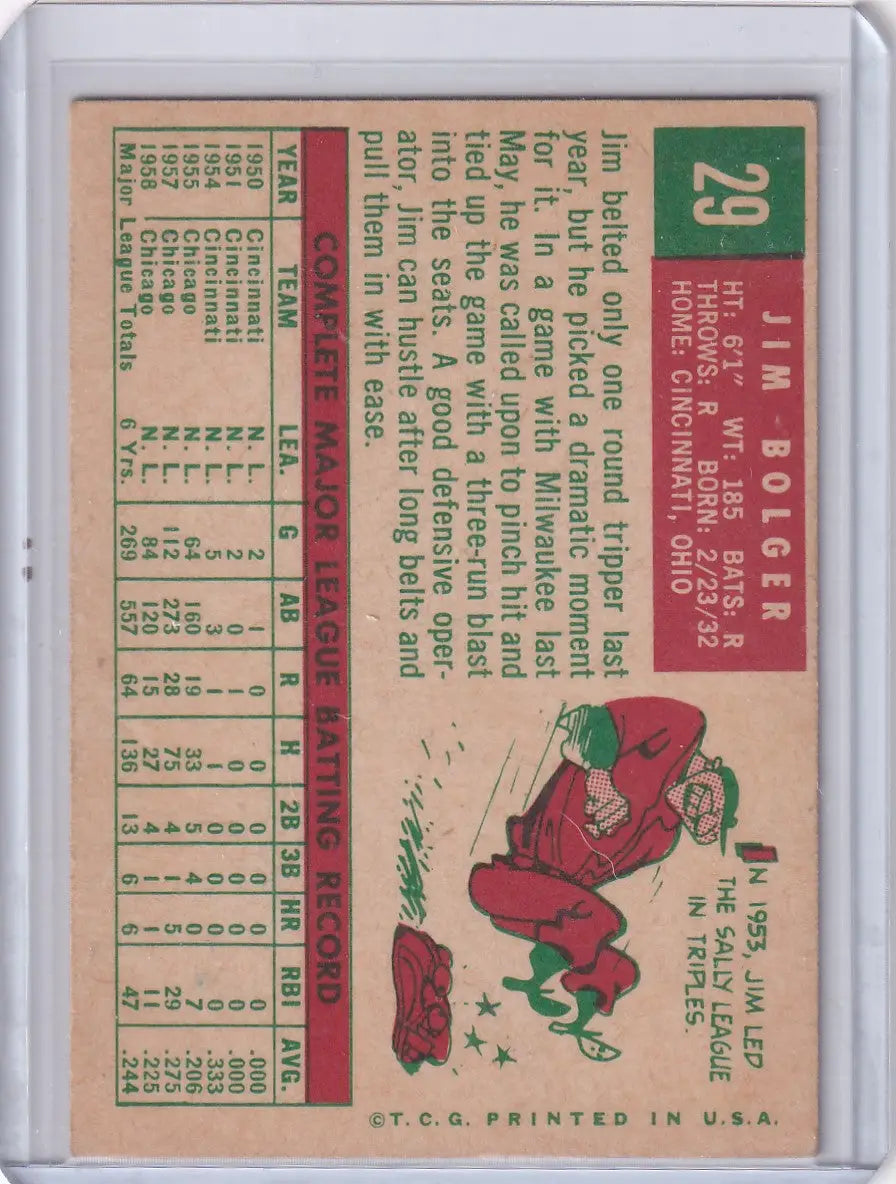 29
JIM BOLGER
HT: 6'1" WT: 185 BATS: R
THROWS: R BORN: 2/23/32
HOME: CINCINNATI, OHIO
Jim belted only one round tripper last
year, but he picked a dramatic moment
for it. In a game with Milwaukee last
May, he was called upon to pinch hit and
tied up the game with a three-run blast
into the seats. A good defensive oper-
ator, Jim can hustle after long belts and
pull them in with ease.
IN 1953, JIM LED
THE SALLY LEAGUE
IN TRIPLES.
COMPLETE MAJOR LEAGUE BATTING RECORD
YEAR TEAM LEA. G AB R H 2B 3B HR RBI AVG.
1950 Cincinnati N. L. 2 1 0 0 0 0 0 0 .000
1951 Cincinnati N. L. 2 0 1 0 0 0 0 0 .000
1954 Cincinnati N. L. 5 3 1 1 0 0 0 0 .333
1955 Chicago N. L. 64 160 19 33 5 4 0 7 .206
1957 Chicago N. L. 112 273 28 75 4 1 5 29 .275
1958 Chicago N. L. 84 120 15 27 4 1 1 11 .225
Major League Totals 6 Yrs. 269 557 64 136 13 6 6 47 .244
©T.C.G. PRINTED IN U.S.A.